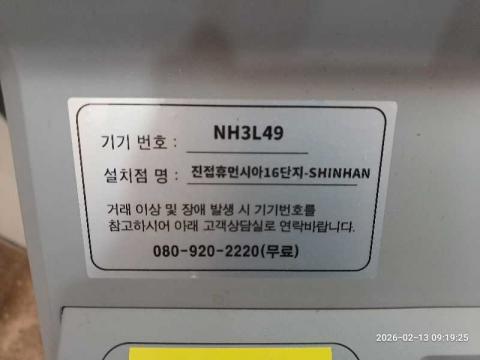 기기 번호 : NH3L49
설치점 명 : 진접휴먼시아16단지-SHINHAN
거래 이상 및 장애 발생 시 기기번호를
참고하시어 아래 고객상담실로 연락바랍니다.
080-920-2220(무료)
2026-02-13 09:19:25